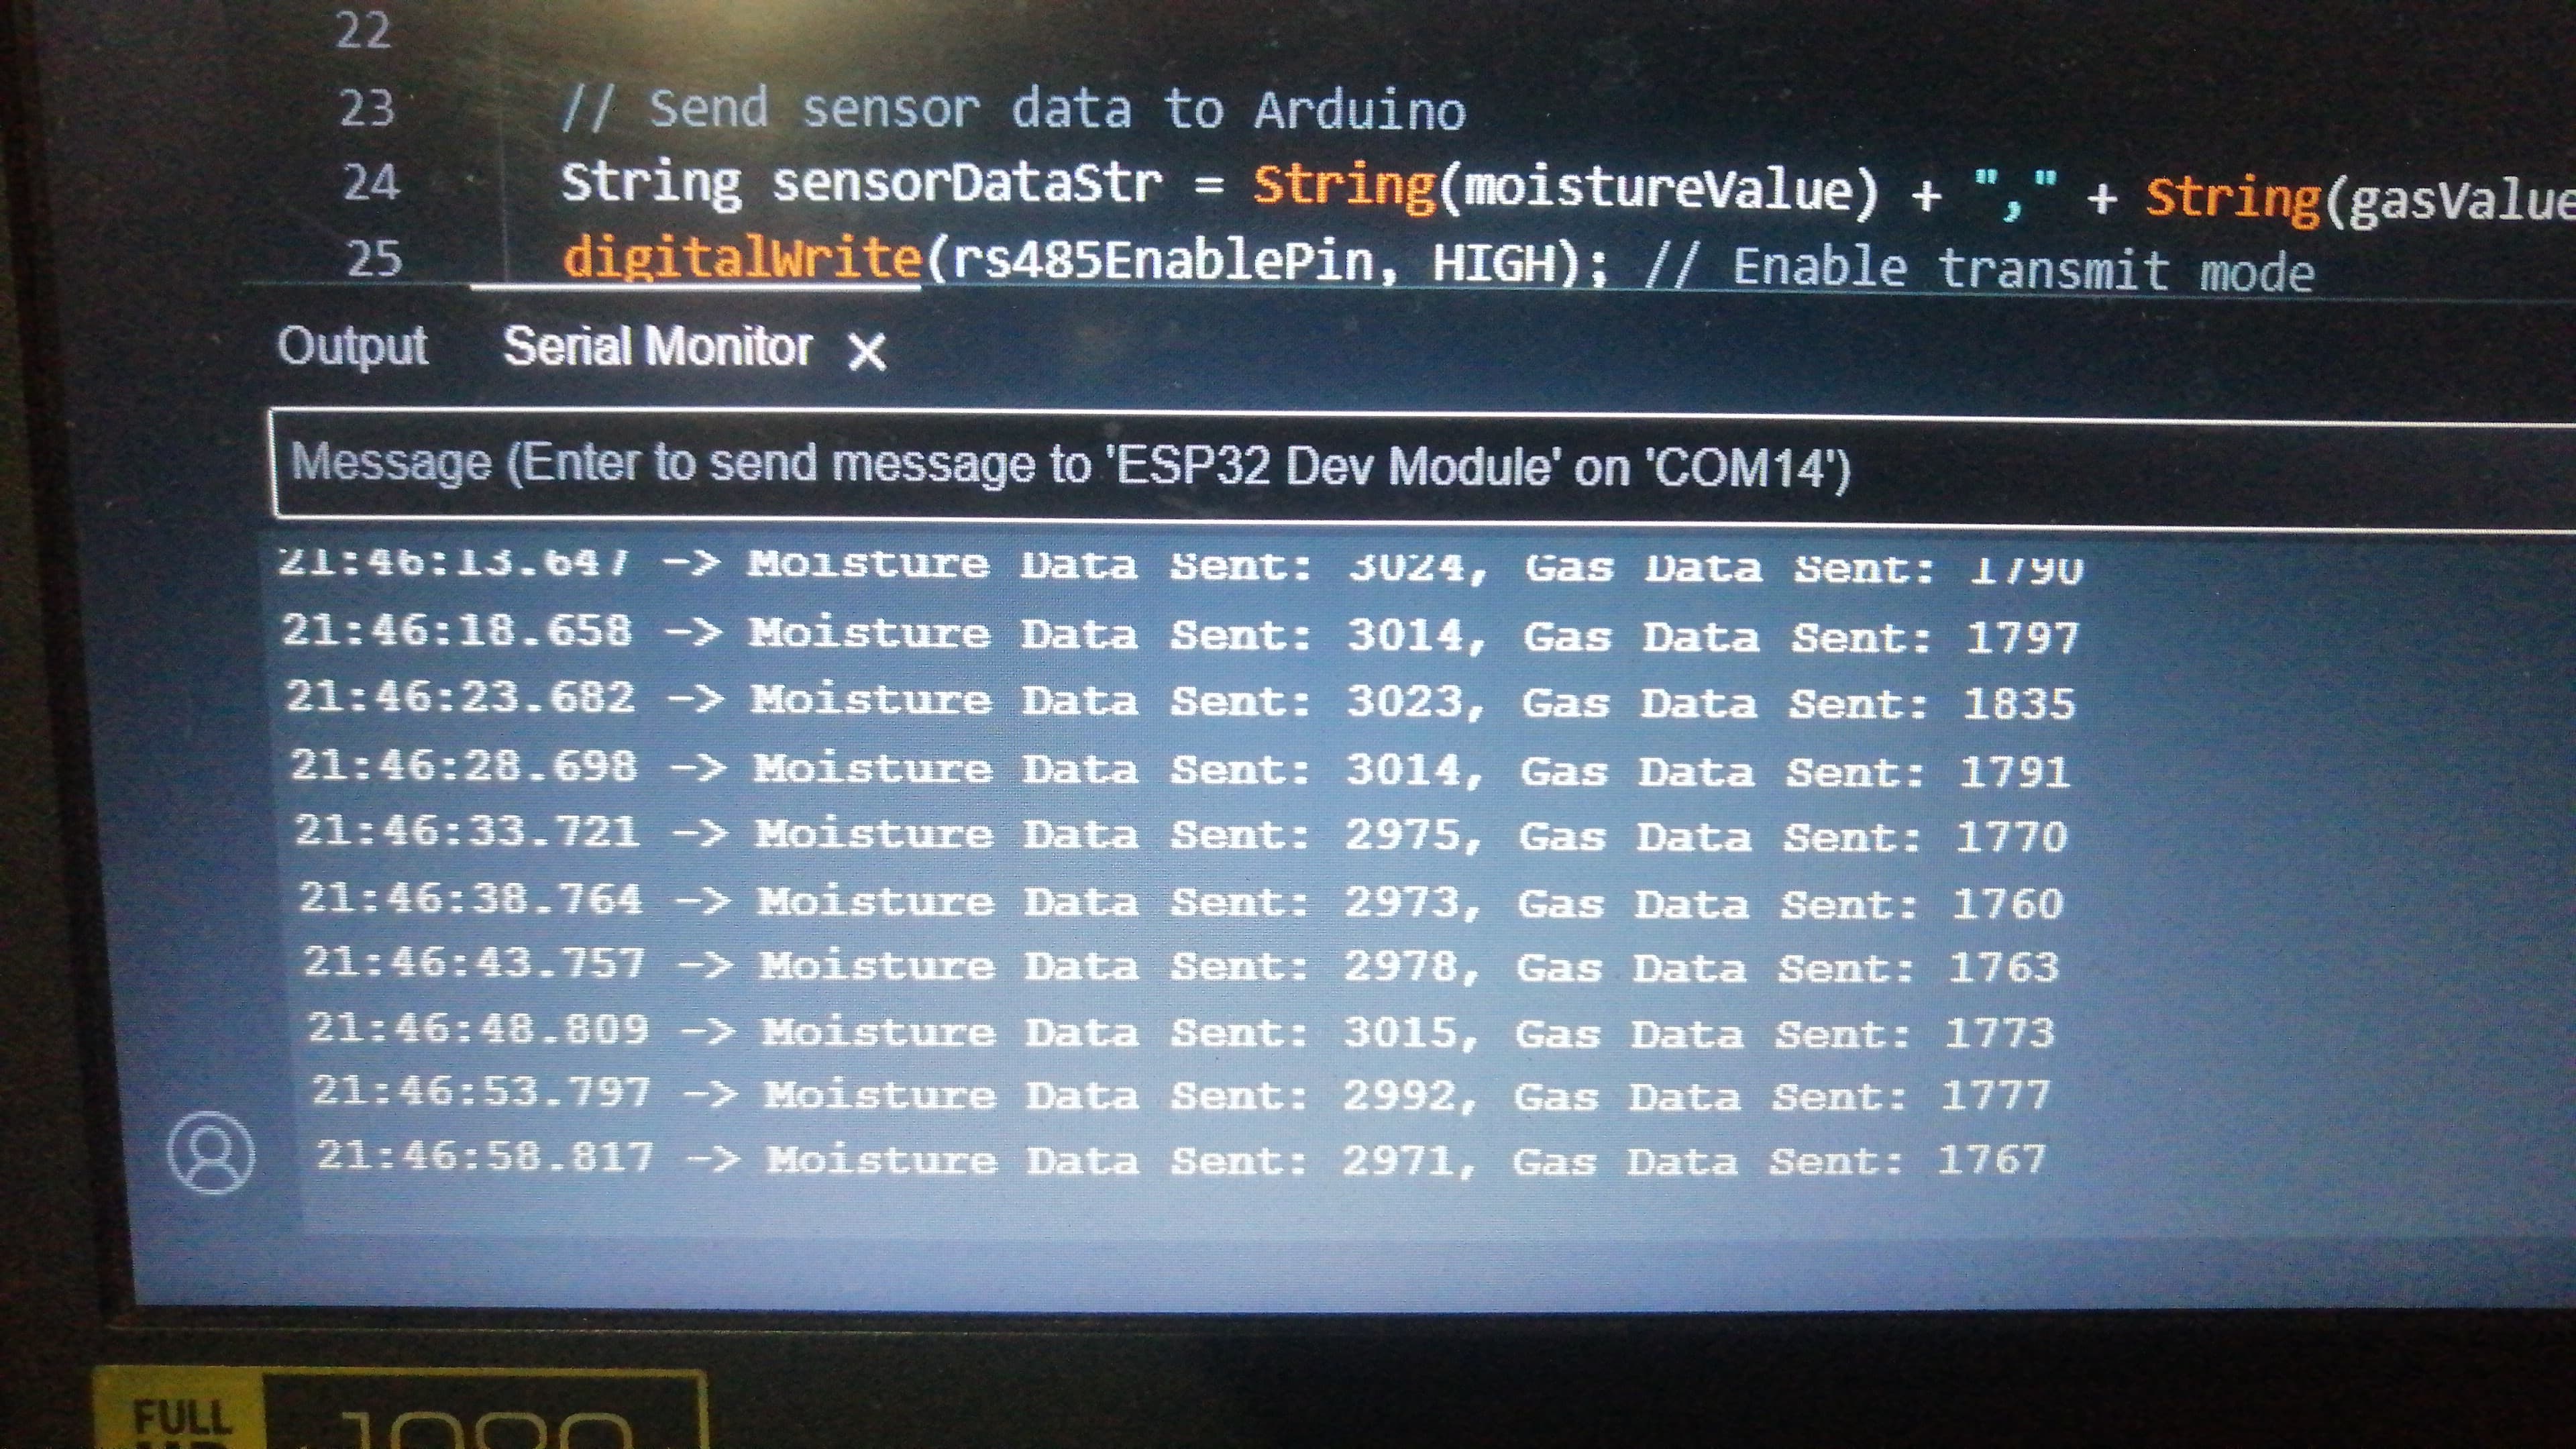 22
23 // Send sensor data to Arduino
24 String sensorDataStr = String(moistureValue) + "," + String(gasValue
25 digitalWrite(rs485EnablePin, HIGH); // Enable transmit mode
Output Serial Monitor X
Message (Enter to send message to 'ESP32 Dev Module' on 'COM14')
21:46:13.647 -> Moisture Data Sent: 3024, Gas Data Sent: 1790
21:46:18.658 -> Moisture Data Sent: 3014, Gas Data Sent: 1797
21:46:23.682 -> Moisture Data Sent: 3023, Gas Data Sent: 1835
21:46:28.698 -> Moisture Data Sent: 3014, Gas Data Sent: 1791
21:46:33.721 -> Moisture Data Sent: 2975, Gas Data Sent: 1770
21:46:38.764 -> Moisture Data Sent: 2973, Gas Data Sent: 1760
21:46:43.757 -> Moisture Data Sent: 2978, Gas Data Sent: 1763
21:46:48.809 -> Moisture Data Sent: 3015, Gas Data Sent: 1773
21:46:53.797 -> Moisture Data Sent: 2992, Gas Data Sent: 1777
21:46:58.817 -> Moisture Data Sent: 2971, Gas Data Sent: 1767
FULL